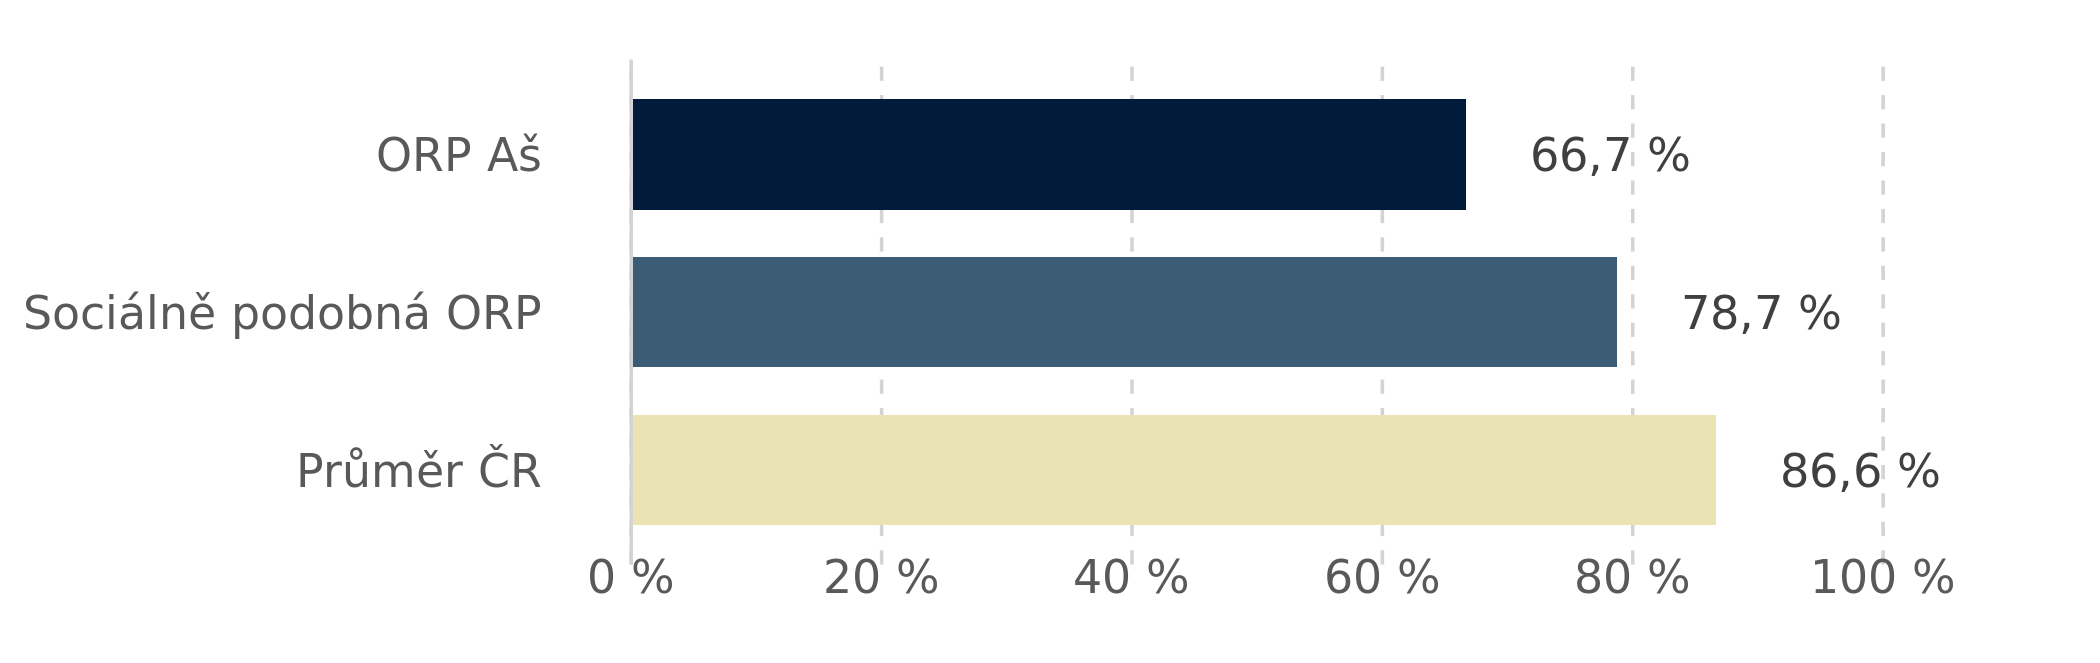 ORP Aš
66,7 %
Sociálně podobná ORP
78,7 %
Průměr ČR
86,6 %
0 % 20 % 40 % 60 % 80 % 100 %